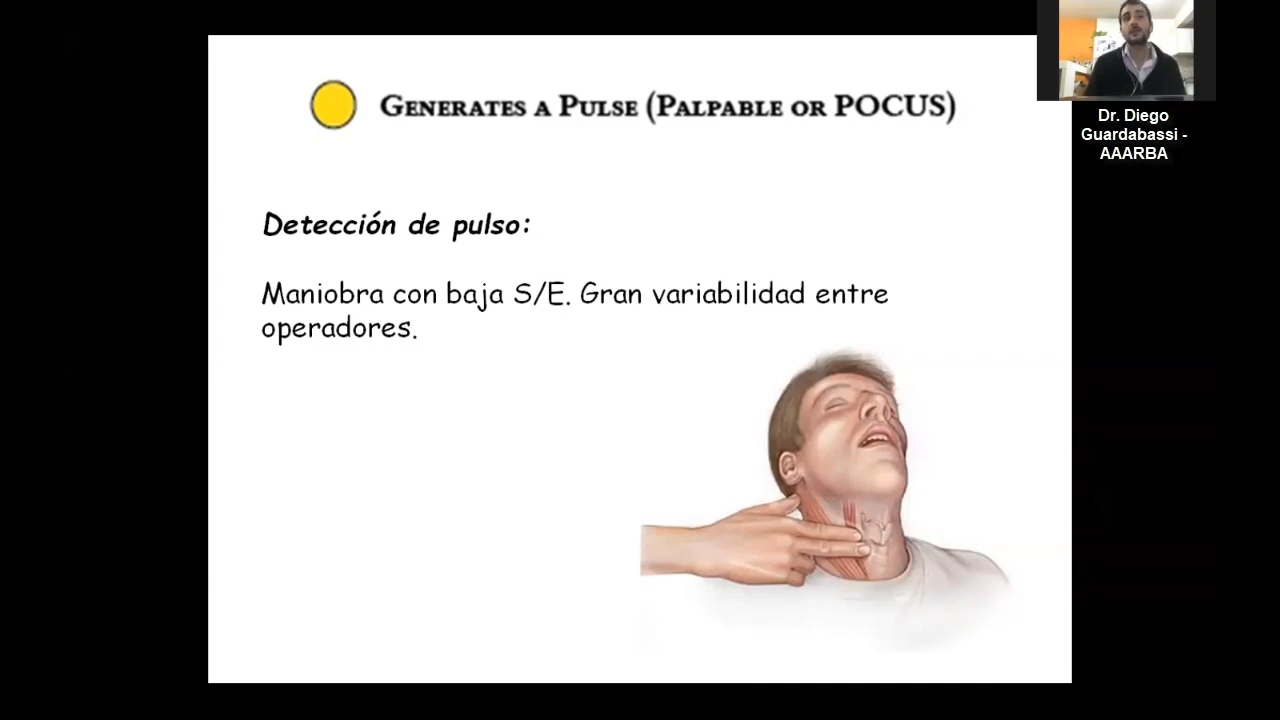 GENERATES A PULSE (PALPABLE OR POCUS)
Detección de pulso:
Maniobra con baja S/E. Gran variabilidad entre
operadores.
Dr. Diego
Guardabassi -
AAARBA